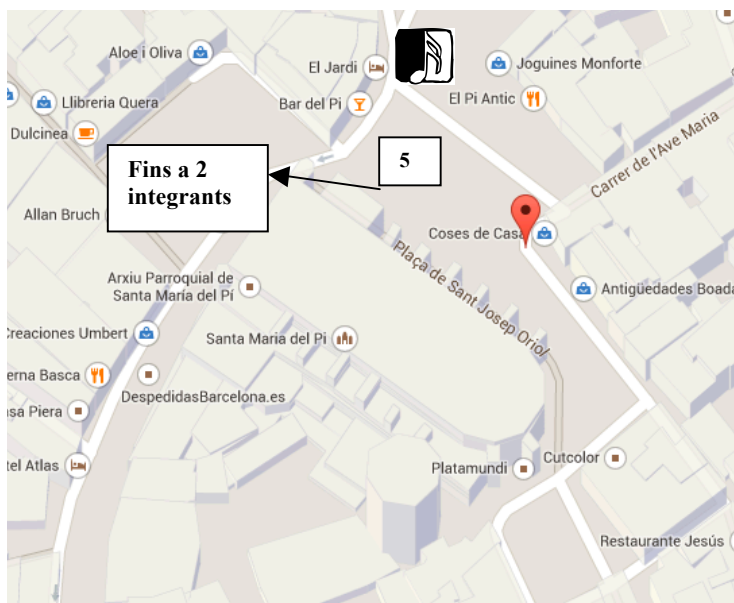 Aloe i Oliva
El Jardi
Joguines Monforte
Llibreria Quera
Bar del Pi
El Pi Antic
Dulcinea
Carrer de l'Ave Maria
5
Fins a 2
integrants
Allan Bruch
Coses de Casa
Plaça de Sant Josep Oriol
Arxiu Parroquial de
Santa María del Pí
Antigüedades Boada
Creaciones Umbert
Santa Maria del Pi
erna Basca
DespedidasBarcelona.es
sa Piera
tel Atlas
Platamundi
Cutcolor
Restaurante Jesús